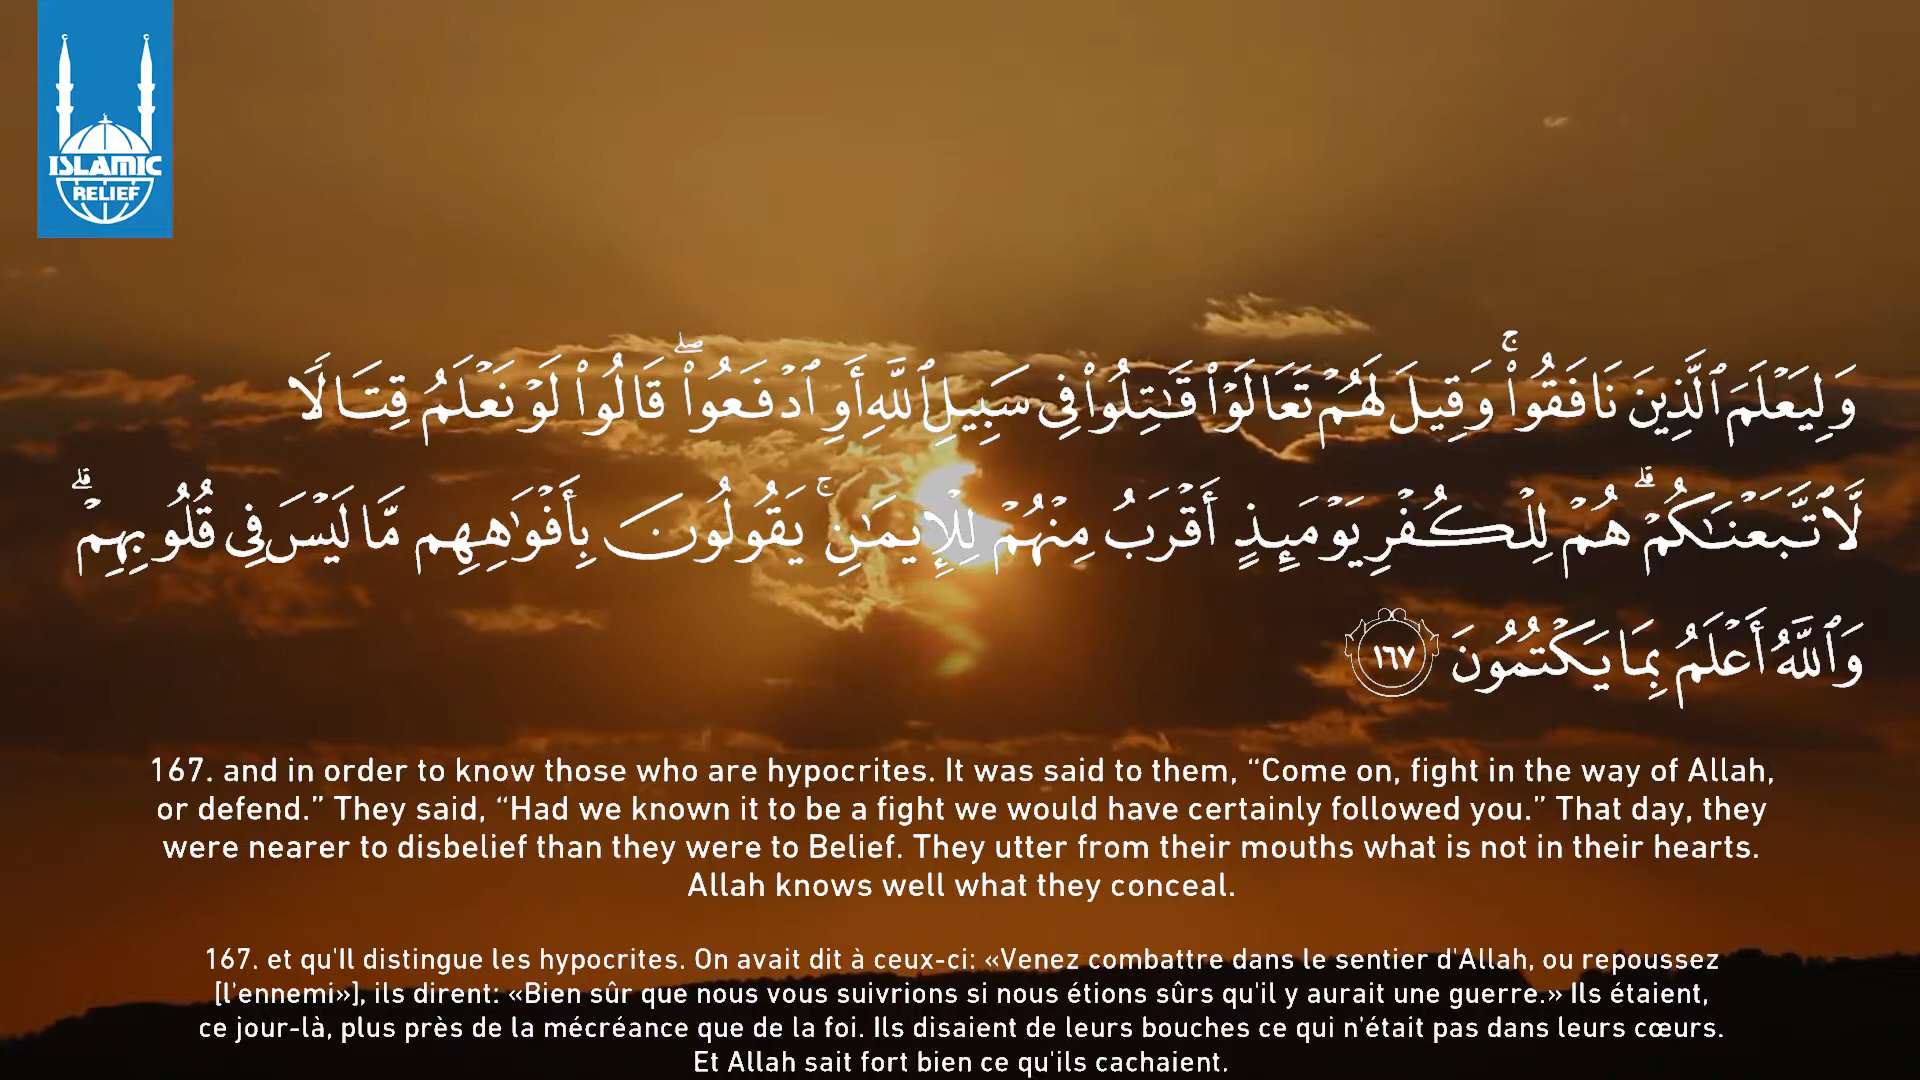 ISLAMIC
RELIEF
وَلِيَعْلَمَ ٱلَّذِينَ نَافَقُوا۟ ۚ وَقِيلَ لَهُمْ تَعَالَوْا۟ قَـٰتِلُوا۟ فِى سَبِيلِ ٱللَّهِ أَوِ ٱدْفَعُوا۟ ۖ قَالُوا۟ لَوْ نَعْلَمُ قِتَالًا
لَّٱتَّبَعْنَـٰكُمْ ۗ هُمْ لِلْكُفْرِ يَوْمَئِذٍ أَقْرَبُ مِنْهُمْ لِلْإِيمَـٰنِ ۚ يَقُولُونَ بِأَفْوَٰهِهِم مَّا لَيْسَ فِى قُلُوبِهِمْ ۗ
وَٱللَّهُ أَعْلَمُ بِمَا يَكْتُمُونَ ١٦٧
167. and in order to know those who are hypocrites. It was said to them, “Come on, fight in the way of Allah,
or defend.” They said, “Had we known it to be a fight we would have certainly followed you.” That day, they
were nearer to disbelief than they were to Belief. They utter from their mouths what is not in their hearts.
Allah knows well what they conceal.
167. et qu'Il distingue les hypocrites. On avait dit à ceux-ci: «Venez combattre dans le sentier d'Allah, ou repoussez
[l'ennemi»], ils dirent: «Bien sûr que nous vous suivrions si nous étions sûrs qu'il y aurait une guerre.» Ils étaient,
ce jour-là, plus près de la mécréance que de la foi. Ils disaient de leurs bouches ce qui n'était pas dans leurs cœurs.
Et Allah sait fort bien ce qu'ils cachaient.